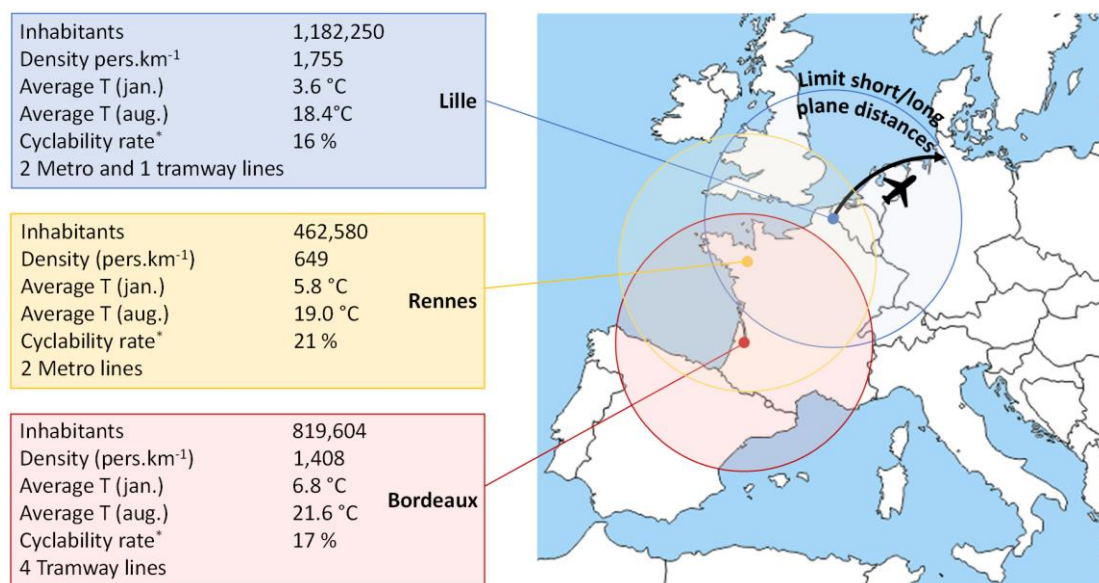 Inhabitants 1,182,250
Density pers.km-1 1,755
Average T (jan.) 3.6 °C
Average T (aug.) 18.4°C
Cyclability rate* 16 %
2 Metro and 1 tramway lines
Lille
Inhabitants 462,580
Density (pers.km-1) 649
Average T (jan.) 5.8 °C
Average T (aug.) 19.0 °C
Cyclability rate* 21 %
2 Metro lines
Rennes
Inhabitants 819,604
Density (pers.km-1) 1,408
Average T (jan.) 6.8 °C
Average T (aug.) 21.6 °C
Cyclability rate* 17 %
4 Tramway lines
Bordeaux
Limit short/long
plane distances